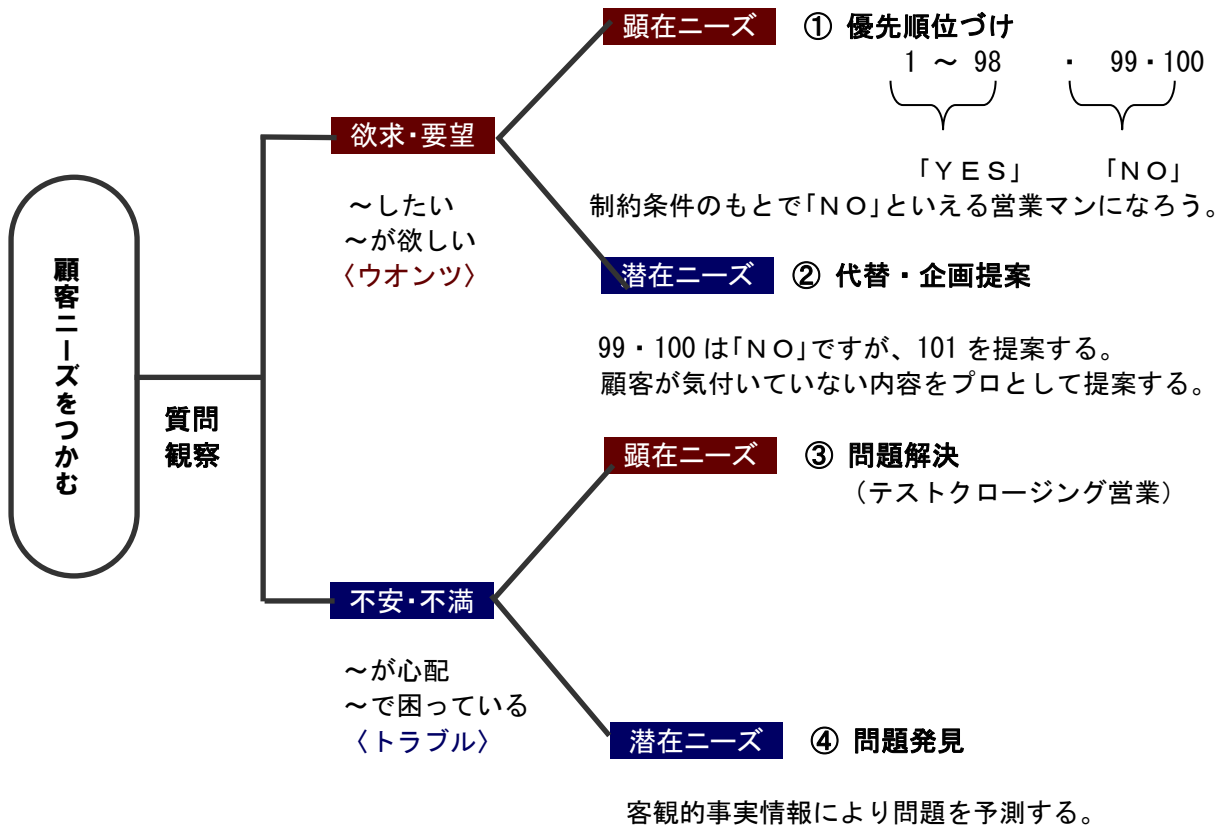 顧客ニーズをつかむ
質問
観察
欲求・要望
～したい
～が欲しい
〈ウオンツ〉
顕在ニーズ ① 優先順位づけ
1 ～ 98 ・ 99・100
「ＹＥＳ」 「ＮＯ」
制約条件のもとで「ＮＯ」といえる営業マンになろう。
潜在ニーズ ② 代替・企画提案
99・100 は「ＮＯ」ですが、101 を提案する。
顧客が気付いていない内容をプロとして提案する。
不安・不満
～が心配
～で困っている
〈トラブル〉
顕在ニーズ ③ 問題解決
（テストクロージング営業）
潜在ニーズ ④ 問題発見
客観的事実情報により問題を予測する。